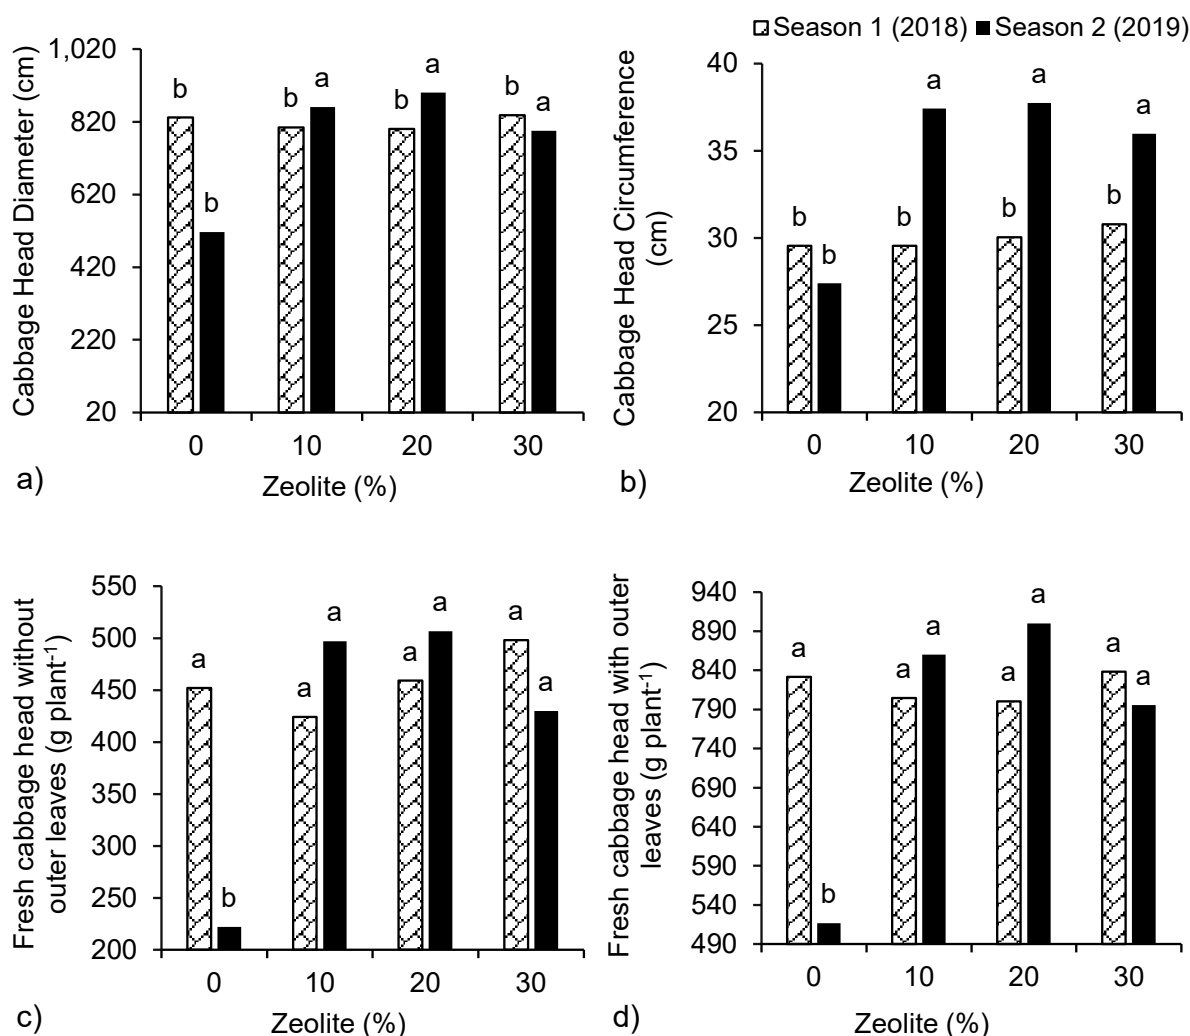 Season 1 (2018) Season 2 (2019)
Cabbage Head Diameter (cm)
1,020
820
620
420
220
20
b b a b a b a
b
0 10 20 30
Zeolite (%)
a)
Cabbage Head Circumference
(cm)
40
35
30
25
20
a a a
b b b b
b
0 10 20 30
Zeolite (%)
b)
Fresh cabbage head without
outer leaves (g plant-1)
550
500
450
400
350
300
250
200
a a a a a a a
b
0 10 20 30
Zeolite (%)
c)
Fresh cabbage head with outer
leaves (g plant-1)
940
890
840
790
740
690
640
590
540
490
a a a a a a a
b
0 10 20 30
Zeolite (%)
d)